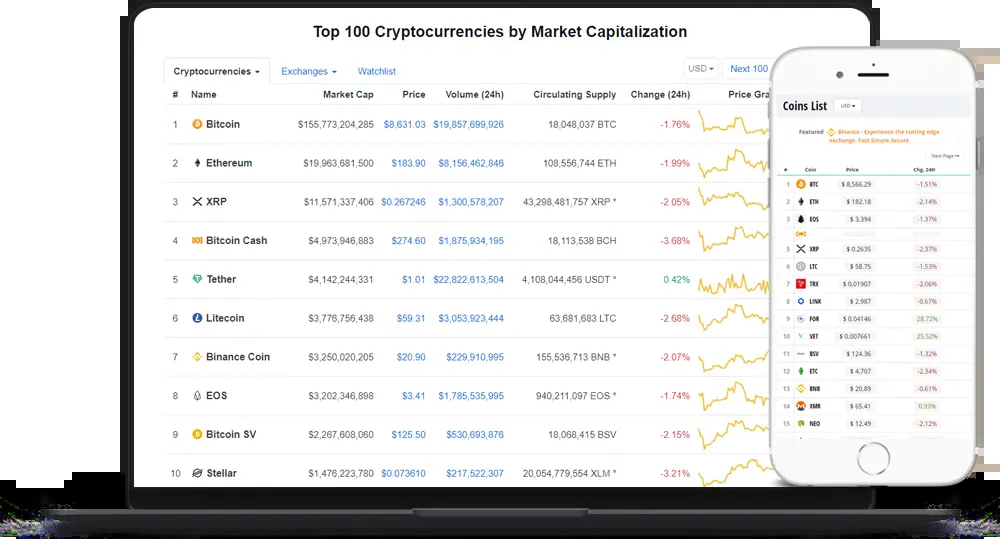 Top 100 Cryptocurrencies by Market Capitalization
Cryptocurrencies Exchanges Watchlist USD Next 100
# Name Market Cap Price Volume (24h) Circulating Supply Change (24h) Price Gra
1 Bitcoin $155,773,204,285 $8,631.03 $19,857,699,926 18,048,037 BTC -1.76%
2 Ethereum $19,963,681,500 $183.90 $8,156,462,846 108,556,744 ETH -1.99%
3 XRP $11,571,337,406 $0.267246 $1,300,578,207 43,298,481,757 XRP * -2.05%
4 Bitcoin Cash $4,973,946,883 $274.60 $1,875,934,195 18,113,538 BCH -3.68%
5 Tether $4,142,244,331 $1.01 $22,822,613,504 4,108,044,456 USDT * 0.42%
6 Litecoin $3,776,756,438 $59.31 $3,053,923,444 63,681,683 LTC -2.68%
7 Binance Coin $3,250,020,205 $20.90 $229,910,995 155,536,713 BNB * -2.07%
8 EOS $3,202,346,898 $3.41 $1,785,535,995 940,211,097 EOS * -1.74%
9 Bitcoin SV $2,267,608,060 $125.50 $530,693,876 18,068,415 BSV -2.15%
10 Stellar $1,476,223,780 $0.073610 $217,522,307 20,054,779,554 XLM * -3.21%
Coins List USD
Featured Binance - Experience the cutting edge
exchange. Fast.Simple.Secure
Next Page
# Coin Price Chg. 24H
1 BTC $ 8,566.29 -1.51%
2 ETH $ 182.18 -2.14%
3 EOS $ 3.394 -1.37%
5 XRP $ 0.2635 -2.37%
6 LTC $ 58.75 -1.53%
7 TRX $ 0.01907 -2.06%
8 LINK $ 2.987 -0.67%
9 FOR $ 0.04146 28.72%
10 VET $ 0.007661 25.52%
11 BSV $ 124.36 -1.32%
12 ETC $ 4.707 -2.34%
13 BNB $ 20.89 -0.61%
14 XMR $ 65.41 0.93%
15 NEO $ 12.49 -2.12%